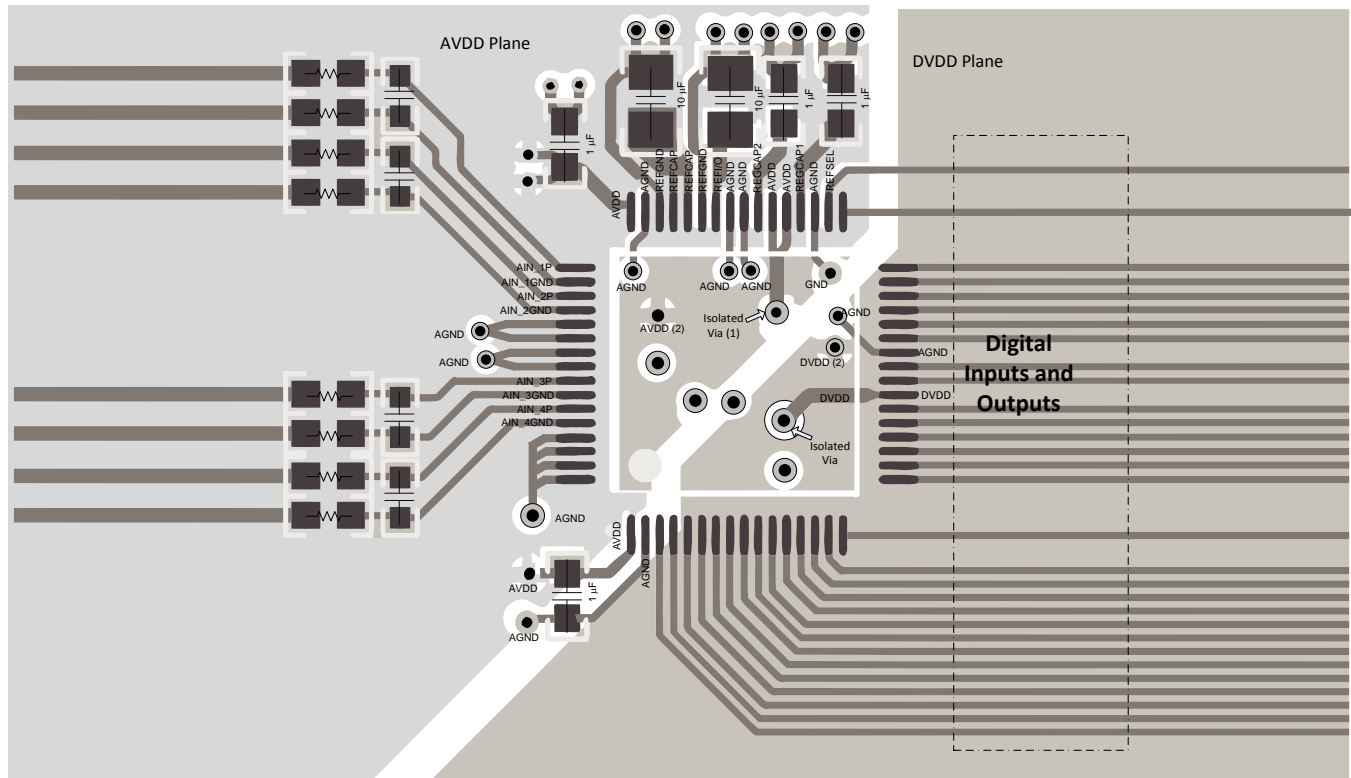 AVDD Plane
DVDD Plane
10 µF
10 µF
1 µF
1 µF
1 µF
AVDD
AGND
REFGND
REFCAP
REFCAP
REFGND
REFI/O
AGND
AGND
REGCAP2
AVDD
AVDD
REGCAP1
AGND
REFSEL
AIN_1P
AIN_1GND
AIN_2P
AIN_2GND
AGND
AGND
AIN_3P
AIN_3GND
AIN_4P
AIN_4GND
AGND
AGND
AGND
AGND
GND
AVDD (2)
Isolated
Via (1)
AGND
DVDD (2)
AGND
DVDD
DVDD
Isolated
Via
Digital
Inputs and
Outputs
AVDD
AGND
AVDD
1 µF
AGND